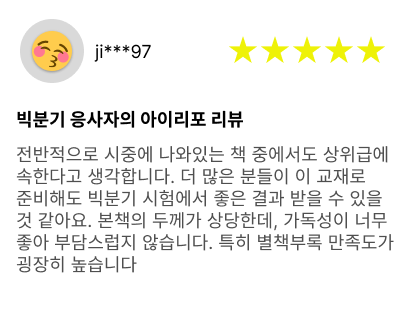 ji***97
빅분기 응사자의 아이리포 리뷰
전반적으로 시중에 나와있는 책 중에서도 상위급에
속한다고 생각합니다. 더 많은 분들이 이 교재로
준비해도 빅분기 시험에서 좋은 결과 받을 수 있을
것 같아요. 본책의 두께가 상당한데, 가독성이 너무
좋아 부담스럽지 않습니다. 특히 별책부록 만족도가
굉장히 높습니다